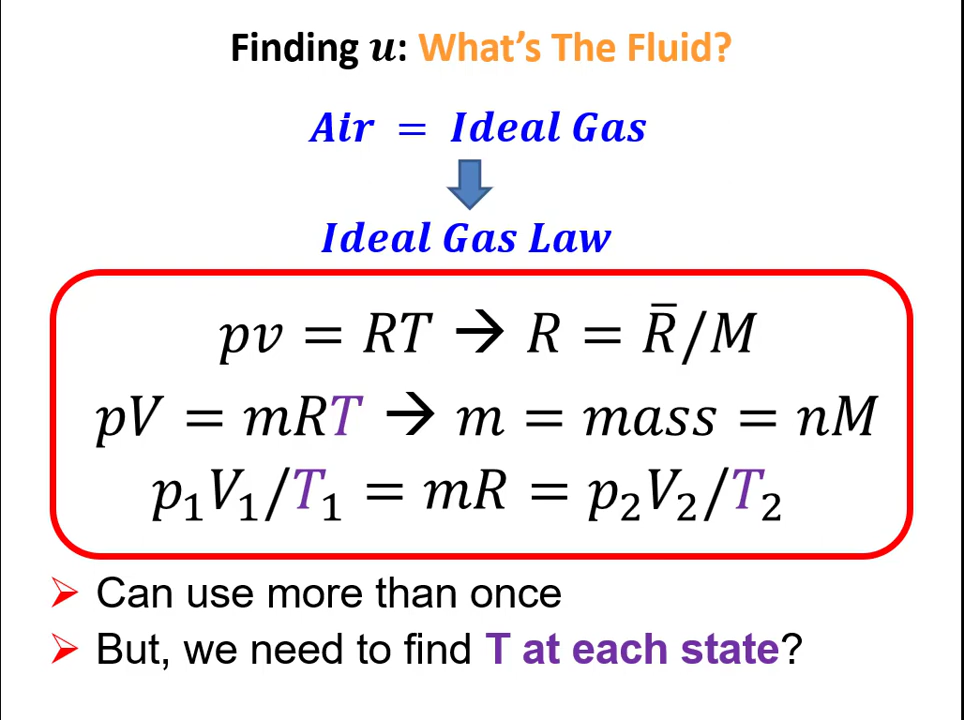 Finding u: What's The Fluid?
Air = Ideal Gas
Ideal Gas Law
pv = RT → R = R̅/M
pV = mRT → m = mass = nM
p₁V₁/T₁ = mR = p₂V₂/T₂
➢ Can use more than once
➢ But, we need to find T at each state?